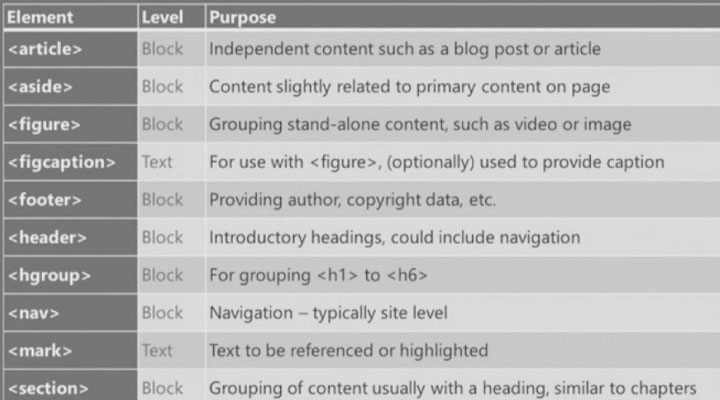 Element Level Purpose
<article> Block Independent content such as a blog post or article
<aside> Block Content slightly related to primary content on page
<figure> Block Grouping stand-alone content, such as video or image
<figcaption> Text For use with <figure>, (optionally) used to provide caption
<footer> Block Providing author, copyright data, etc.
<header> Block Introductory headings, could include navigation
<hgroup> Block For grouping <h1> to <h6>
<nav> Block Navigation – typically site level
<mark> Text Text to be referenced or highlighted
<section> Block Grouping of content usually with a heading, similar to chapters